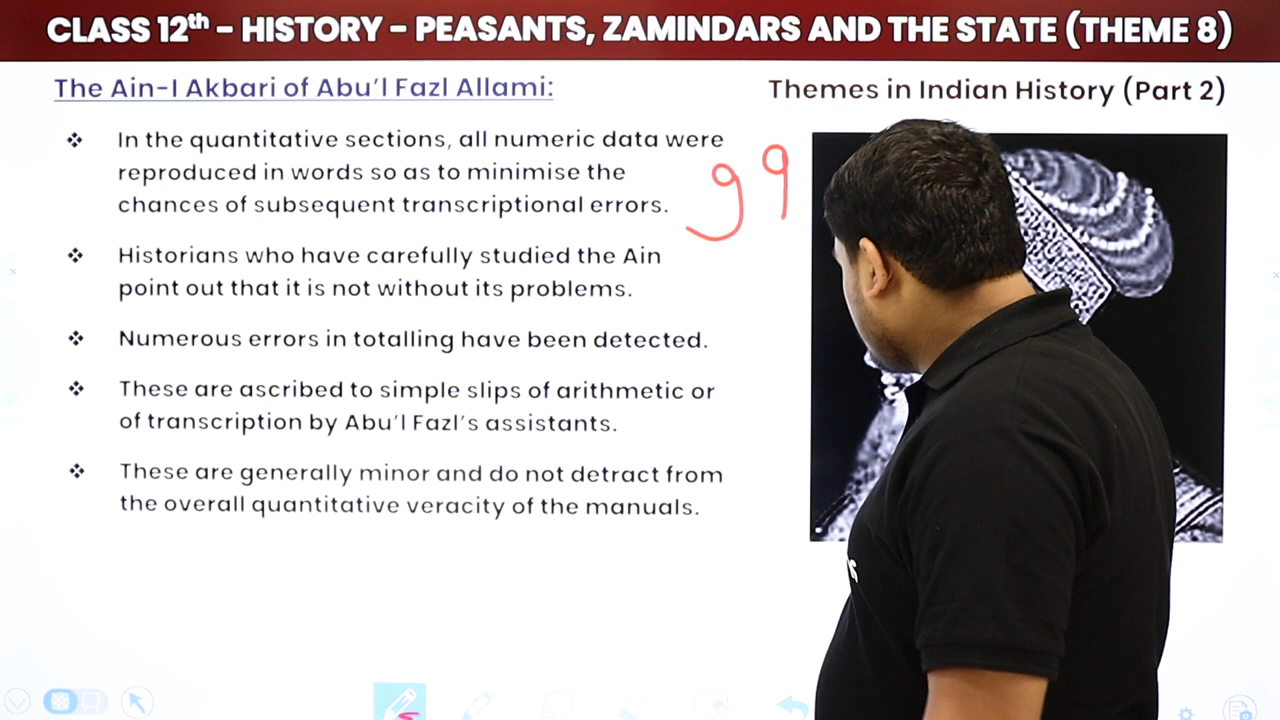 CLASS 12th – HISTORY – PEASANTS, ZAMINDARS AND THE STATE (THEME 8)
The Ain-I Akbari of Abu’l Fazl Allami:
Themes in Indian History (Part 2)
❖ In the quantitative sections, all numeric data were
reproduced in words so as to minimise the
chances of subsequent transcriptional errors.
99
❖ Historians who have carefully studied the Ain
point out that it is not without its problems.
❖ Numerous errors in totalling have been detected.
❖ These are ascribed to simple slips of arithmetic or
of transcription by Abu’l Fazl’s assistants.
❖ These are generally minor and do not detract from
the overall quantitative veracity of the manuals.